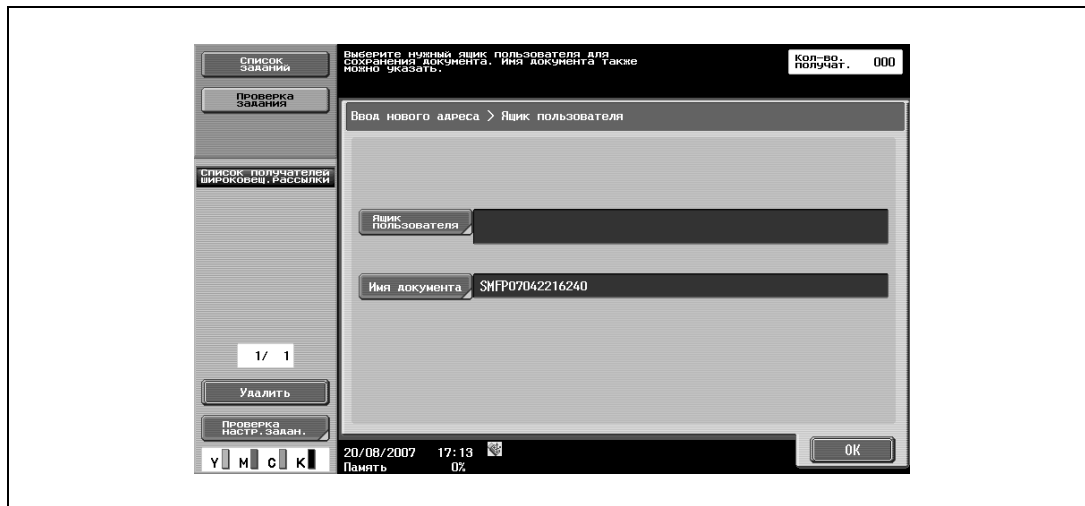 Список
заданий
Проверка
задания
Список получателей
широковещ.рассылки
1/ 1
Удалить
Проверка
настр.задан.
Y M C K
Выберите нужный ящик пользователя для
сохранения документа. Имя документа также
можно указать.
Кол-во.
получат. 000
Ввод нового адреса > Ящик пользователя
Ящик
пользователя
Имя документа SMFP07042216240
20/08/2007 17:13
Память 0%
OK